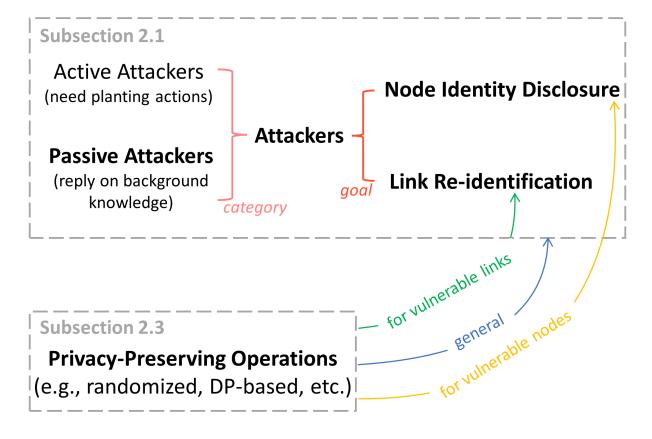 Subsection 2.1
Active Attackers
(need planting actions)
Passive Attackers
(reply on background
knowledge)
category
Attackers
goal
Node Identity Disclosure
Link Re-identification
for vulnerable links
general
for vulnerable nodes
Subsection 2.3
Privacy-Preserving Operations
(e.g., randomized, DP-based, etc.)